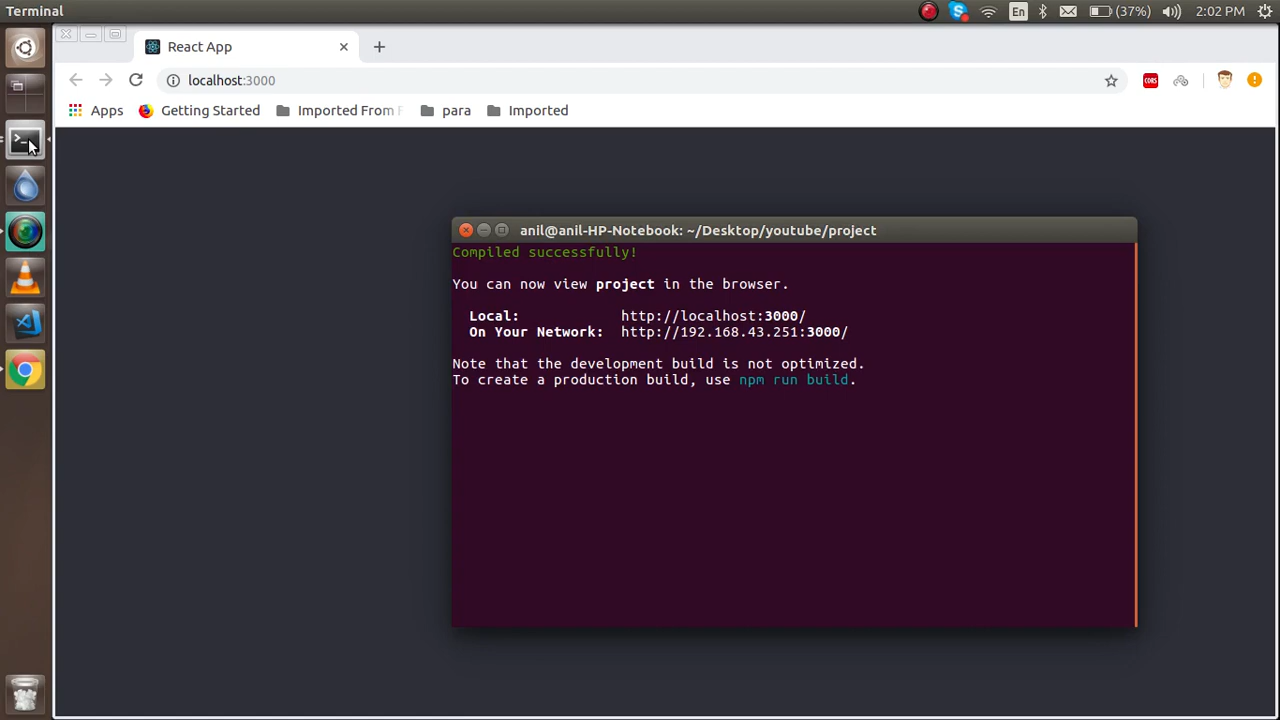 Terminal
En
(37%)
2:02 PM
React App
localhost:3000
CORS
Apps
Getting Started
Imported From F
para
Imported
anil@anil-HP-Notebook: ~/Desktop/youtube/project
Compiled successfully!
You can now view project in the browser.
Local: http://localhost:3000/
On Your Network: http://192.168.43.251:3000/
Note that the development build is not optimized.
To create a production build, use npm run build.